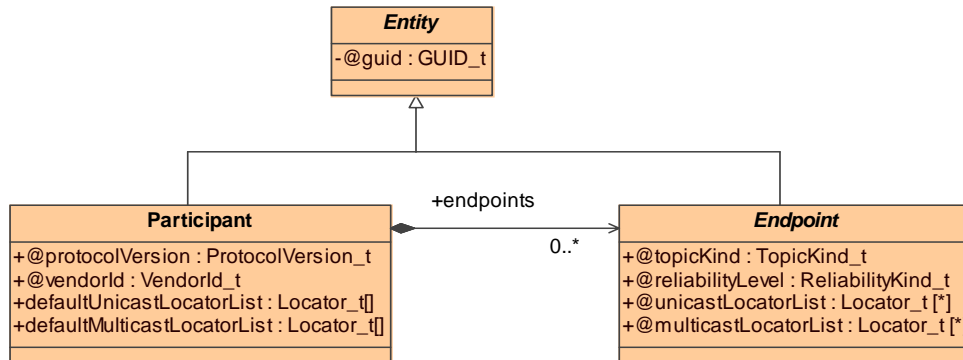 Entity
-@guid : GUID_t
Participant
+@protocolVersion : ProtocolVersion_t
+@vendorId : VendorId_t
+defaultUnicastLocatorList : Locator_t[]
+defaultMulticastLocatorList : Locator_t[]
+endpoints
0..*
Endpoint
+@topicKind : TopicKind_t
+@reliabilityLevel : ReliabilityKind_t
+@unicastLocatorList : Locator_t [*]
+@multicastLocatorList : Locator_t [*